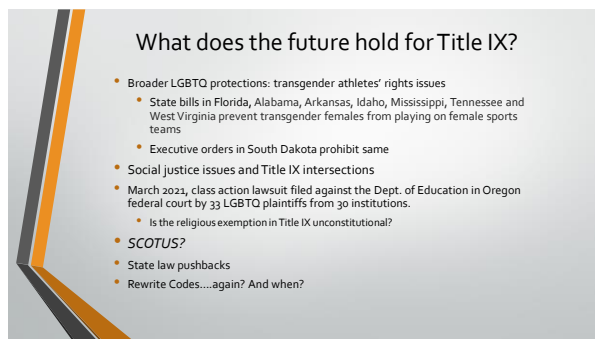 What does the future hold for Title IX?
• Broader LGBTQ protections: transgender athletes' rights issues
• State bills in Florida, Alabama, Arkansas, Idaho, Mississippi, Tennessee and
West Virginia prevent transgender females from playing on female sports
teams
• Executive orders in South Dakota prohibit same
• Social justice issues and Title IX intersections
• March 2021, class action lawsuit filed against the Dept. of Education in Oregon
federal court by 33 LGBTQ plaintiffs from 30 institutions.
• Is the religious exemption in Title IX unconstitutional?
• SCOTUS?
• State law pushbacks
• Rewrite Codes....again? And when?